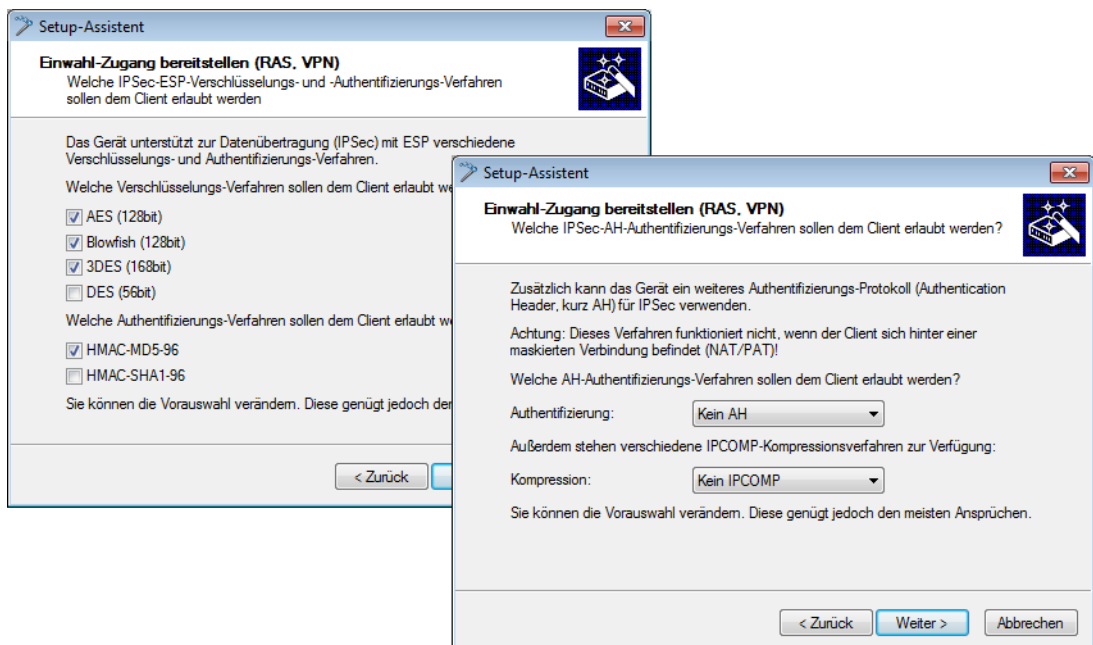 Setup-Assistent
Einwahl-Zugang bereitstellen (RAS, VPN)
Welche IPSec-ESP-Verschlüsselungs- und -Authentifizierungs-Verfahren
sollen dem Client erlaubt werden
Das Gerät unterstützt zur Datenübertragung (IPSec) mit ESP verschiedene
Verschlüsselungs- und Authentifizierungs-Verfahren.
Welche Verschlüsselungs-Verfahren sollen dem Client erlaubt we
AES (128bit)
Blowfish (128bit)
3DES (168bit)
DES (56bit)
Welche Authentifizierungs-Verfahren sollen dem Client erlaubt w
HMAC-MD5-96
HMAC-SHA1-96
Sie können die Vorauswahl verändern. Diese genügt jedoch der
< Zurück
Setup-Assistent
Einwahl-Zugang bereitstellen (RAS, VPN)
Welche IPSec-AH-Authentifizierungs-Verfahren sollen dem Client erlaubt werden?
Zusätzlich kann das Gerät ein weiteres Authentifizierungs-Protokoll (Authentication
Header, kurz AH) für IPSec verwenden.
Achtung: Dieses Verfahren funktioniert nicht, wenn der Client sich hinter einer
maskierten Verbindung befindet (NAT/PAT)!
Welche AH-Authentifizierungs-Verfahren sollen dem Client erlaubt werden?
Authentifizierung: Kein AH
Außerdem stehen verschiedene IPCOMP-Kompressionsverfahren zur Verfügung:
Kompression: Kein IPCOMP
Sie können die Vorauswahl verändern. Diese genügt jedoch den meisten Ansprüchen.
< Zurück Weiter > Abbrechen